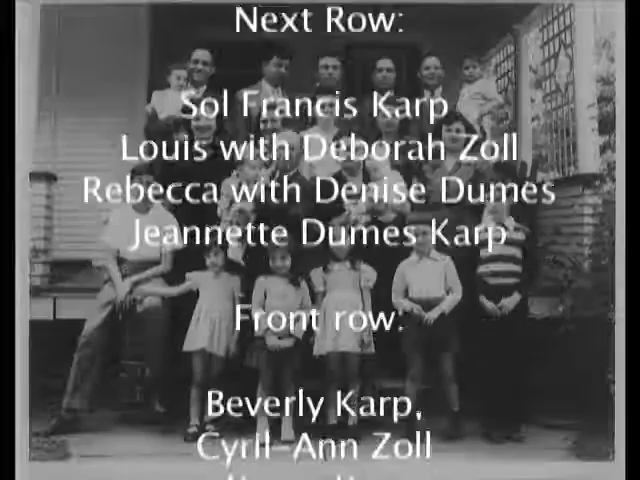 Next Row:
Sol Francis Karp
Louis with Deborah Zoll
Rebecca with Denise Dumes
Jeannette Dumes Karp
Front row:
Beverly Karp,
Cyril-Ann Zoll